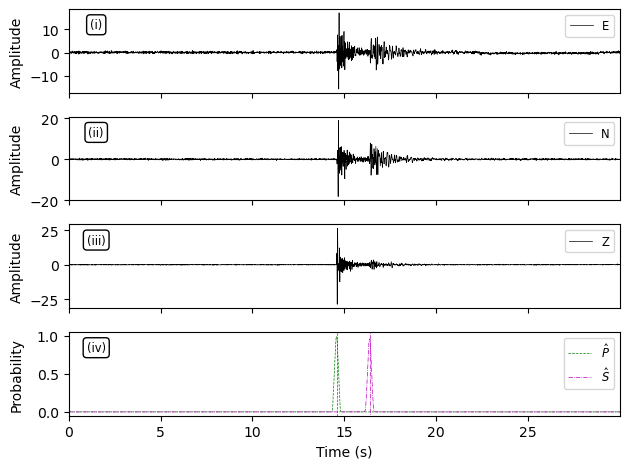 (i)
E
10
0
−10
Amplitude
(ii)
N
20
0
−20
Amplitude
(iii)
Z
25
0
−25
Amplitude
(iv)
P̂
Ŝ
1.0
0.5
0.0
Probability
0 5 10 15 20 25
Time (s)